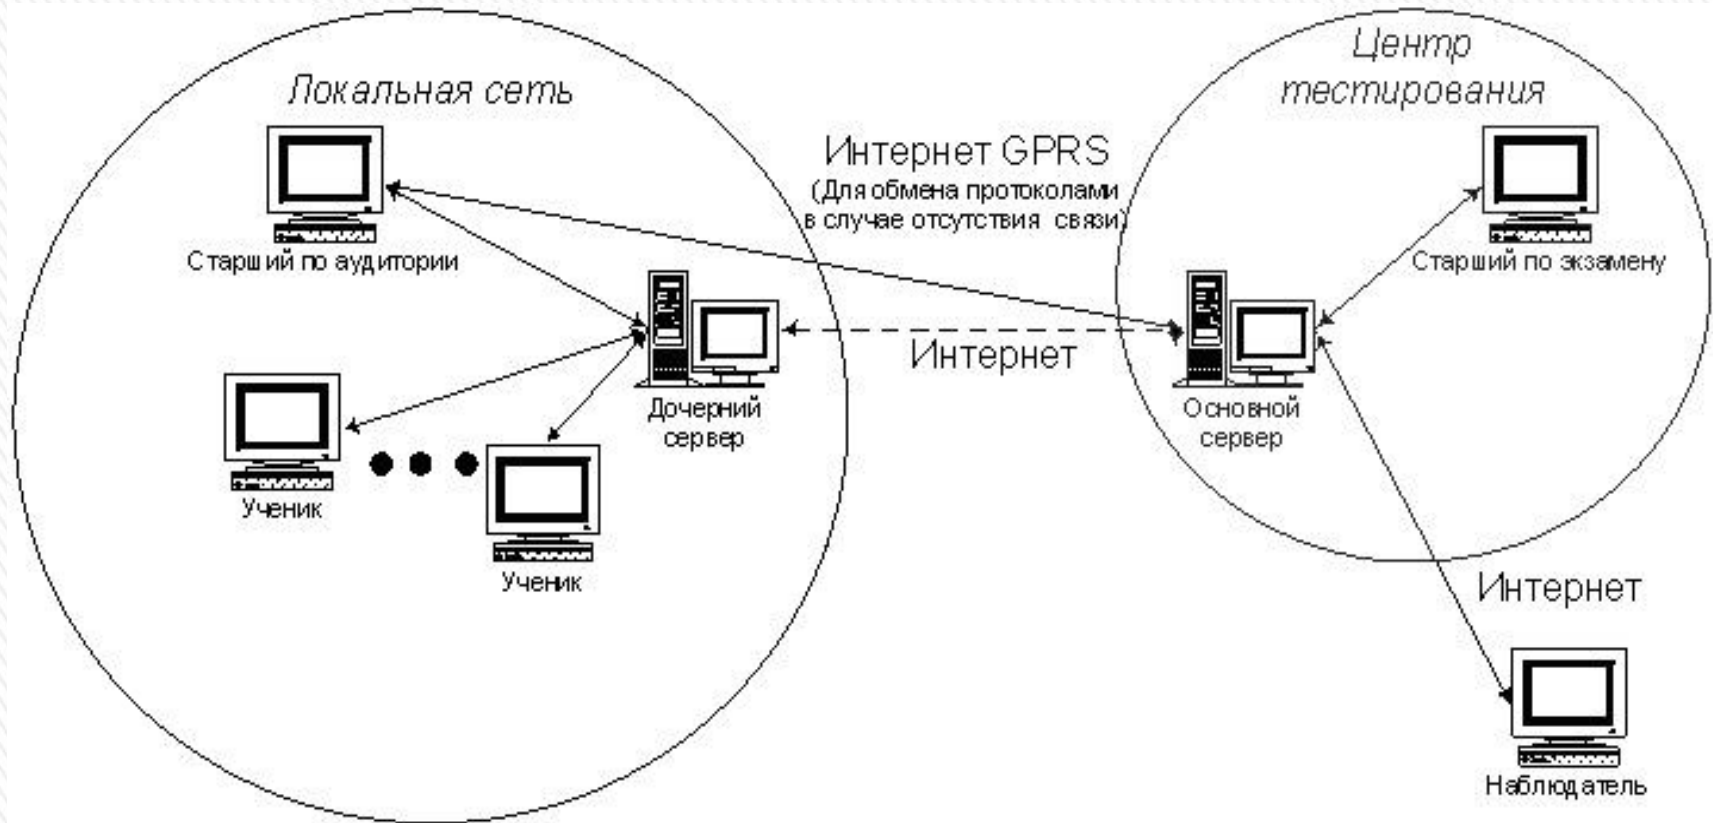 Локальная сеть
Старший по аудитории
Ученик
Ученик
Дочерний
сервер
Интернет GPRS
(Для обмена протоколами
в случае отсутствия связи)
Интернет
Центр
тестирования
Старший по экзамену
Основной
сервер
Интернет
Наблюдатель